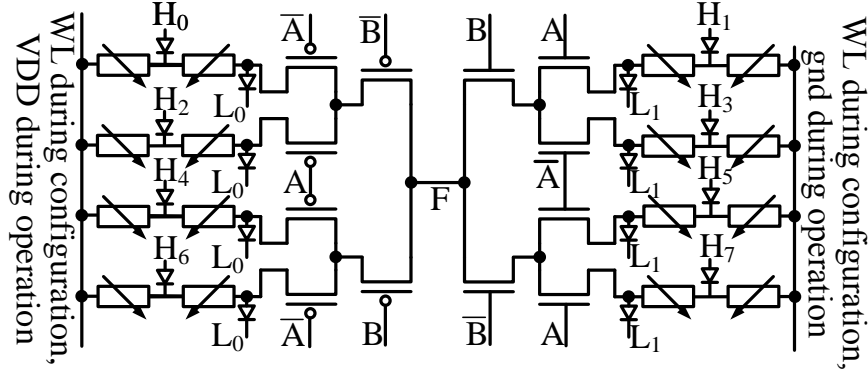 WL during configuration,
VDD during operation
H₀
A̅
B̅
B
A
H₁
WL during configuration,
gnd during operation
L₀
L₁
H₂
H₃
L₀
A
A̅
L₁
H₄
F
H₅
L₀
L₁
H₆
H₇
L₀
A̅
B
B̅
A
L₁